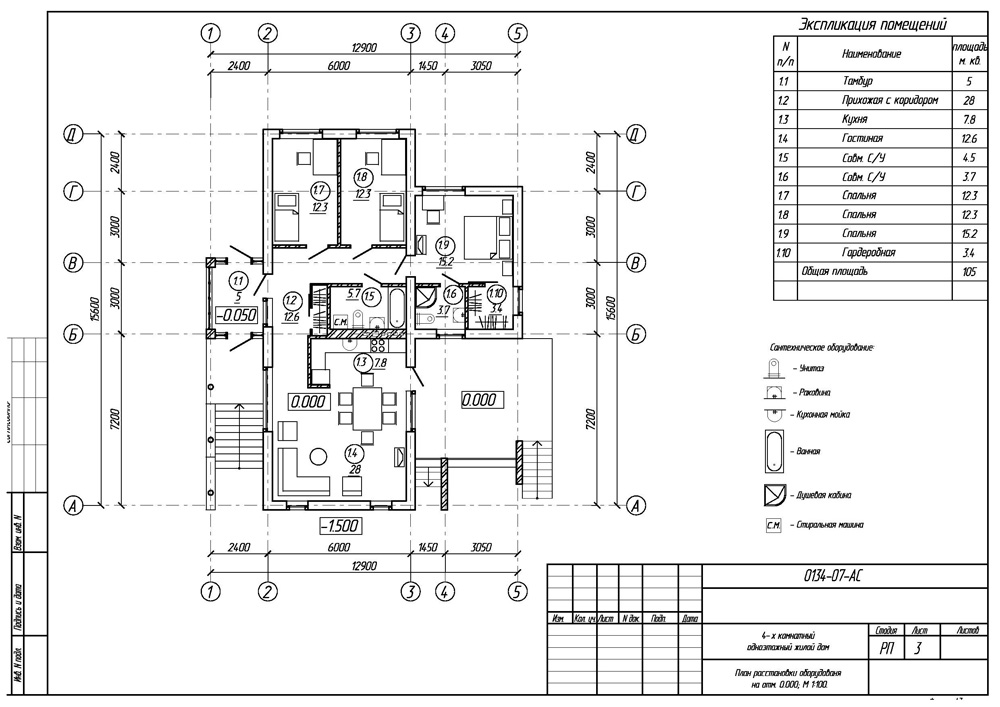 1
2
3
4
5
12900
2400
6000
1450
3050
Экспликация помещений
N п/п
Наименование
площадь м. кв.
1.1 Тамбур 5
1.2 Прихожая с коридором 28
1.3 Кухня 7.8
1.4 Гостиная 12.6
1.5 Совм. С/У 4.5
1.6 Совм. С/У 3.7
1.7 Спальня 12.3
1.8 Спальня 12.3
1.9 Спальня 15.2
1.10 Гардеробная 3.4
Общая площадь 105
Д
Г
В
Б
А
2400
3000
3000
7200
15600
1.7
12.3
1.8
12.3
1.9
15.2
1.1
5
-0.050
1.2
12.6
5.7
1.5
с.м.
1.6
3.7
1.10
3.4
1.3
7.8
0.000
0.000
1.4
28
-1.500
Д
Г
В
Б
А
2400
3000
3000
7200
15600
2400
6000
1450
3050
12900
1
2
3
4
5
Сантехническое оборудование:
- Унитаз
- Раковина
- Кухонная мойка
- Ванная
- Душевая кабина
с.м. - Стиральная машина
Взам. инв. N
Подпись и дата
Инв. N подл.
0134-07-АС
Изм. Кол. уч. Лист N док. Подп. Дата
4-х комнатный
одноэтажный жилой дом
Стадия Лист Листов
РП 3
План расстановки оборудованя
на отм. 0.000; М 1:100.